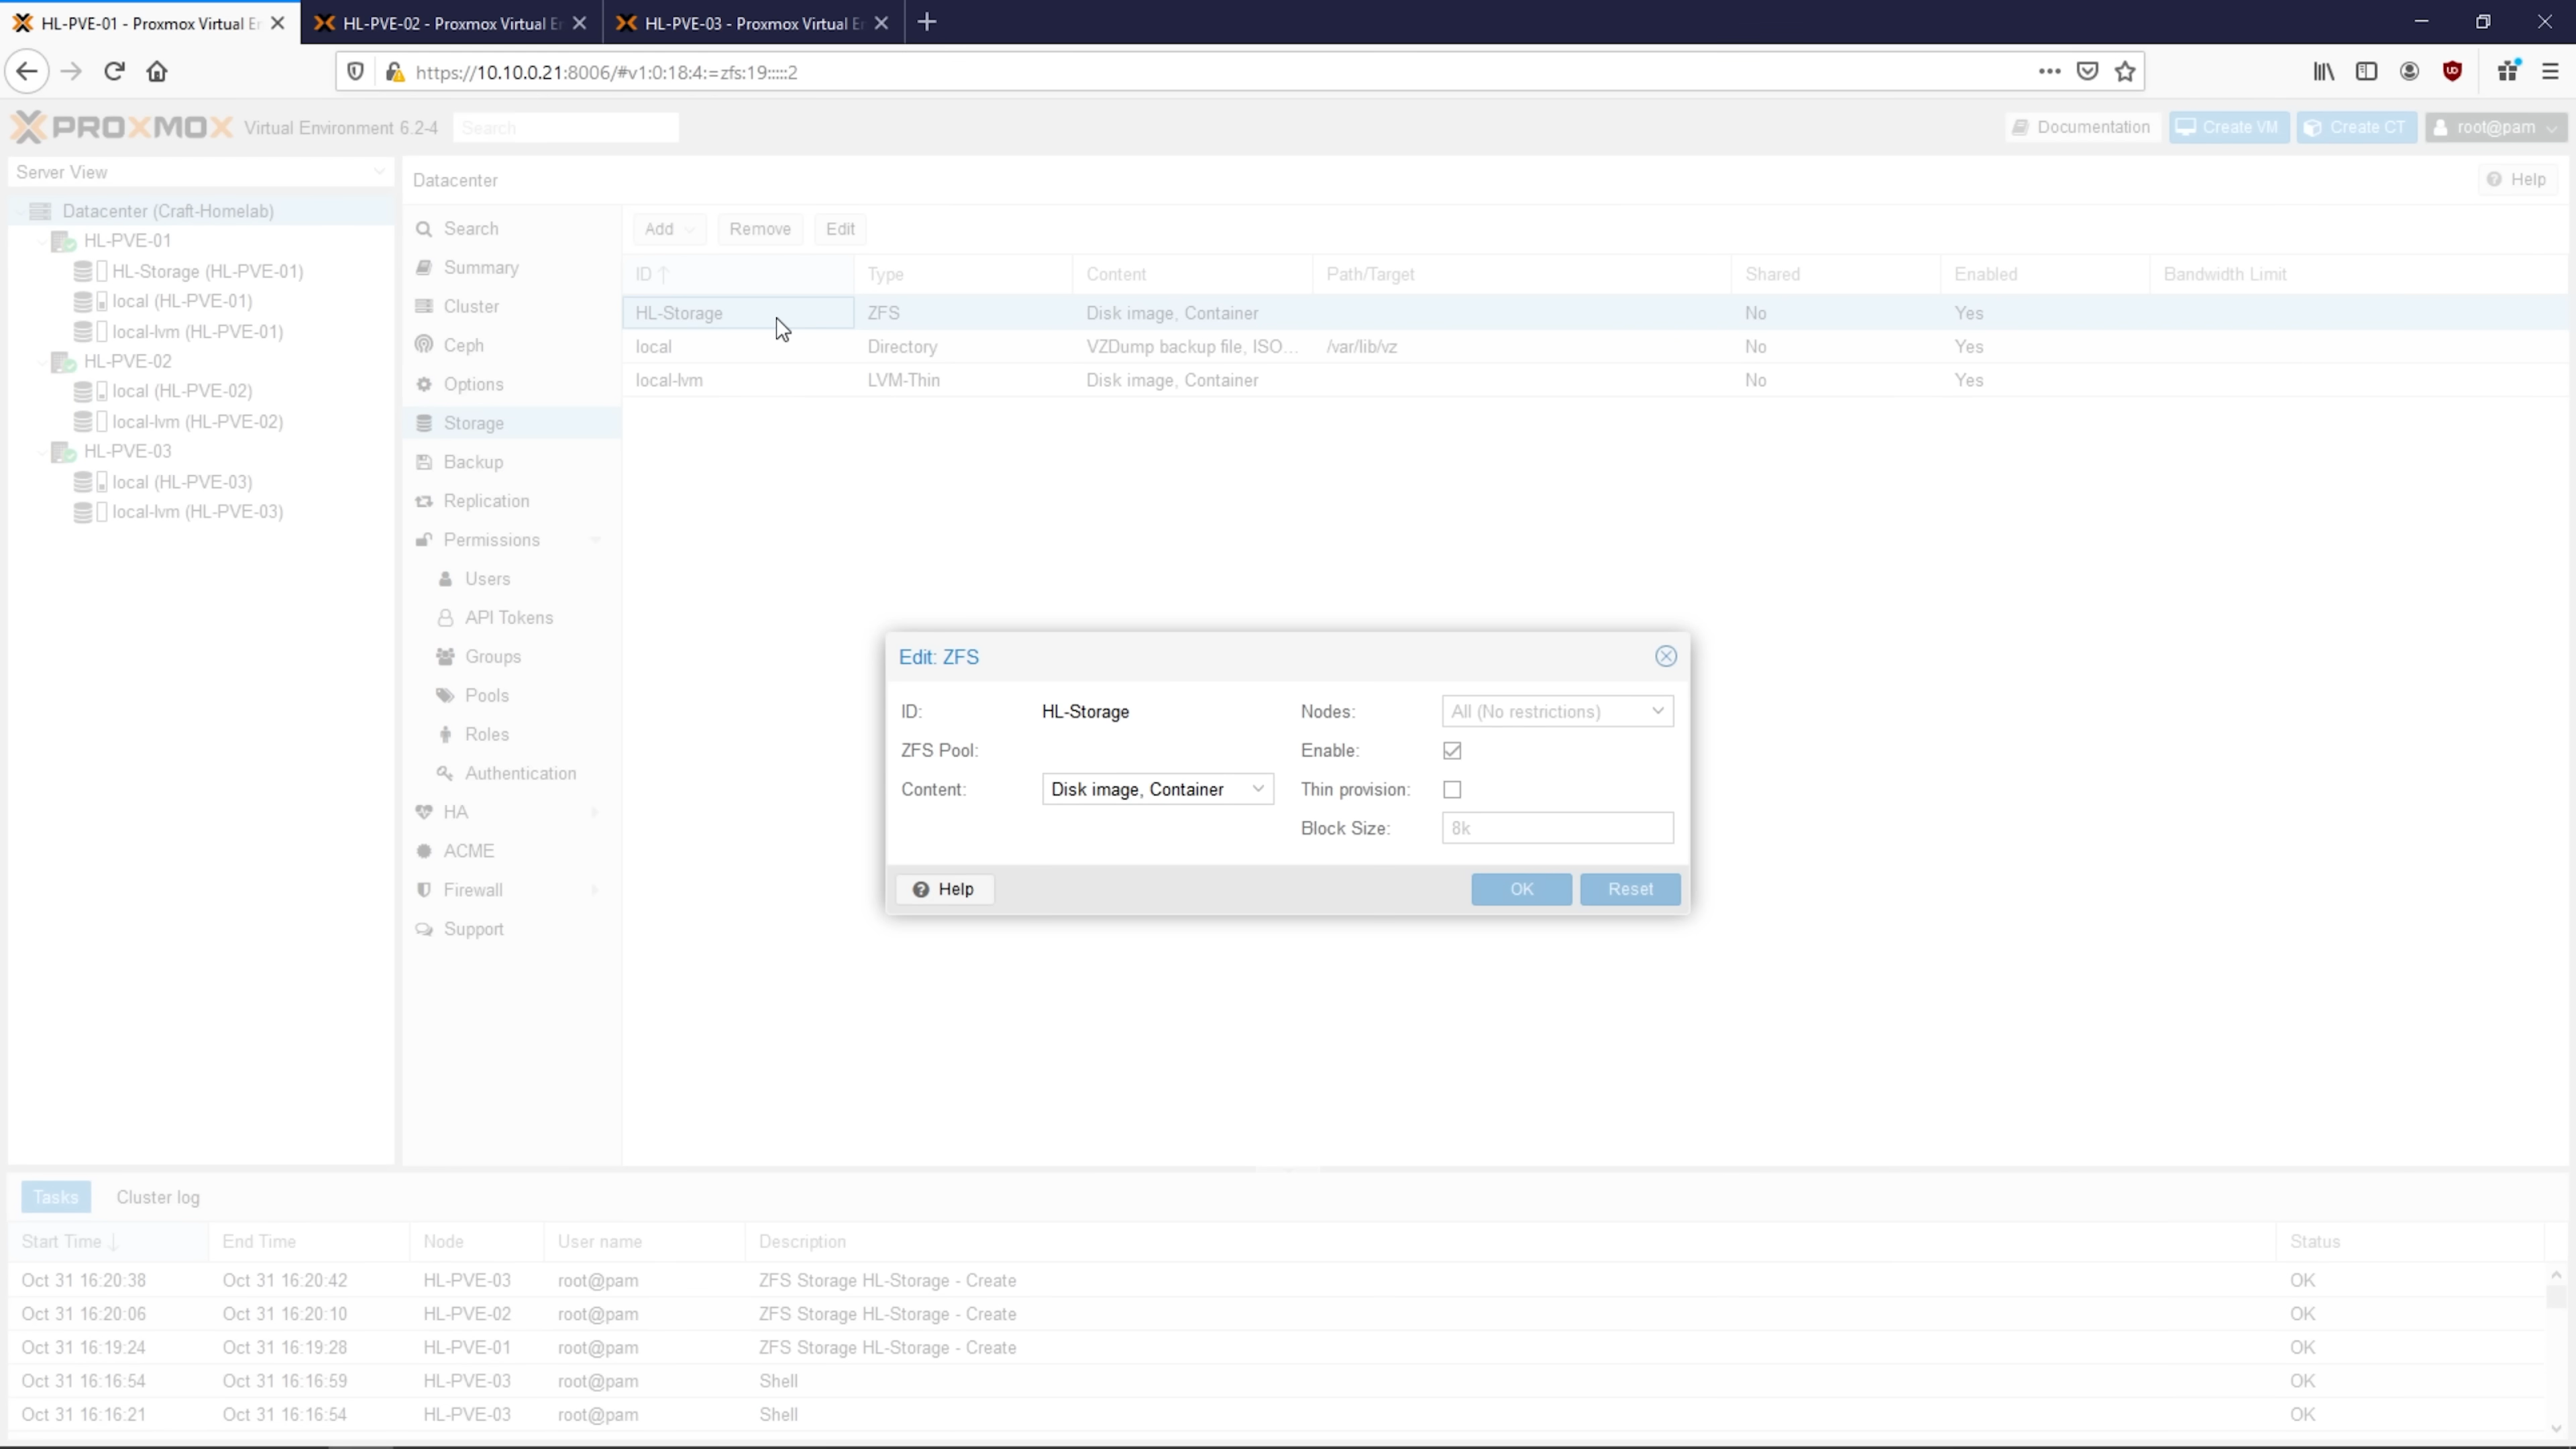 HL-PVE-01 - Proxmox Virtual En
HL-PVE-02 - Proxmox Virtual E
HL-PVE-03 - Proxmox Virtual E
https://10.10.0.21:8006/#v1:0:18:4:=zfs:19:::::2
PROXMOX Virtual Environment 6.2-4 Search Documentation Create VM Create CT root@pam
Server View
Datacenter Help
Datacenter (Craft-Homelab)
HL-PVE-01
HL-Storage (HL-PVE-01)
local (HL-PVE-01)
local-lvm (HL-PVE-01)
HL-PVE-02
local (HL-PVE-02)
local-lvm (HL-PVE-02)
HL-PVE-03
local (HL-PVE-03)
local-lvm (HL-PVE-03)
Search
Summary
Cluster
Ceph
Options
Storage
Backup
Replication
Permissions
Users
API Tokens
Groups
Pools
Roles
Authentication
HA
ACME
Firewall
Support
Add Remove Edit
ID Type Content Path/Target Shared Enabled Bandwidth Limit
HL-Storage ZFS Disk image, Container No Yes
local Directory VZDump backup file, ISO... /var/lib/vz No Yes
local-lvm LVM-Thin Disk image, Container No Yes
Edit: ZFS
ID: HL-Storage Nodes: All (No restrictions)
ZFS Pool: Enable:
Content: Disk image, Container Thin provision:
Block Size: 8k
Help OK Reset
Tasks Cluster log
Start Time End Time Node User name Description Status
Oct 31 16:20:38 Oct 31 16:20:42 HL-PVE-03 root@pam ZFS Storage HL-Storage - Create OK
Oct 31 16:20:06 Oct 31 16:20:10 HL-PVE-02 root@pam ZFS Storage HL-Storage - Create OK
Oct 31 16:19:24 Oct 31 16:19:28 HL-PVE-01 root@pam ZFS Storage HL-Storage - Create OK
Oct 31 16:16:54 Oct 31 16:16:59 HL-PVE-03 root@pam Shell OK
Oct 31 16:16:21 Oct 31 16:16:54 HL-PVE-03 root@pam Shell OK